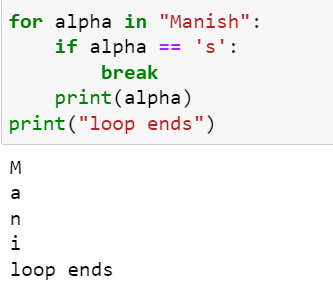 for alpha in "Manish":
    if alpha == 's':
        break
    print(alpha)
print("loop ends")
M
a
n
i
loop ends